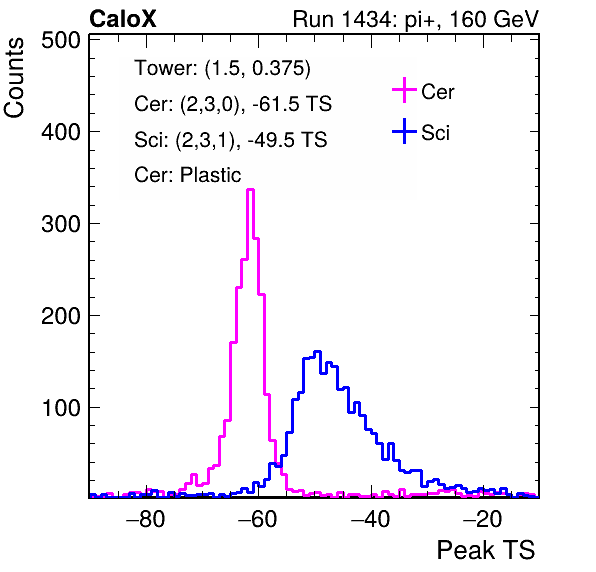 CaloX Run 1434: pi+, 160 GeV
Counts
500
400
300
200
100
Tower: (1.5, 0.375)
Cer: (2,3,0), -61.5 TS
Sci: (2,3,1), -49.5 TS
Cer: Plastic
Cer
Sci
−80 −60 −40 −20
Peak TS